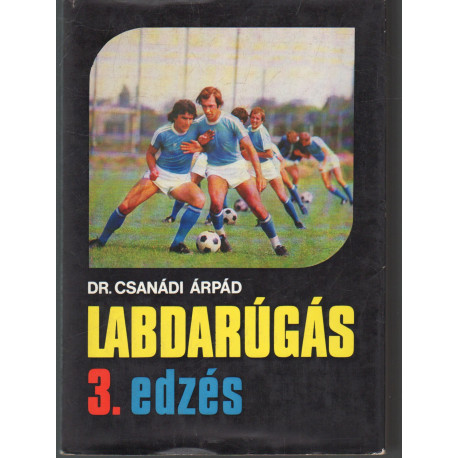 DR. CSANÁDI ÁRPÁD
LABDARÚGÁS
3. edzés